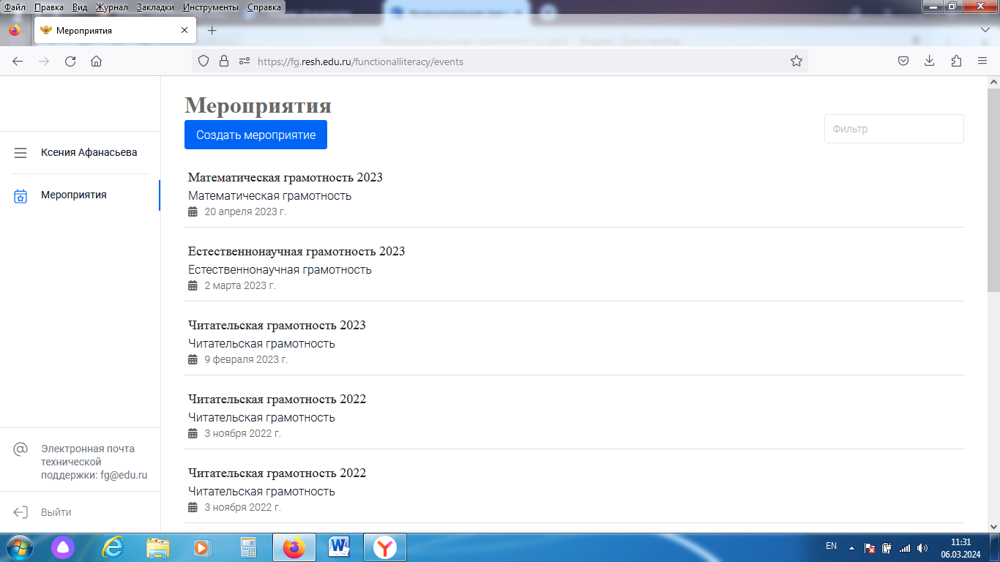 Файл Правка Вид Журнал Закладки Инструменты Справка
Мероприятия
https://fg.resh.edu.ru/functionalliteracy/events
Мероприятия
Создать мероприятие
Фильтр
Ксения Афанасьева
Мероприятия
Математическая грамотность 2023
Математическая грамотность
20 апреля 2023 г.
Естественнонаучная грамотность 2023
Естественнонаучная грамотность
2 марта 2023 г.
Читательская грамотность 2023
Читательская грамотность
9 февраля 2023 г.
Читательская грамотность 2022
Читательская грамотность
3 ноября 2022 г.
Читательская грамотность 2022
Читательская грамотность
3 ноября 2022 г.
Электронная почта
технической
поддержки: fg@edu.ru
Выйти
EN
11:31
06.03.2024